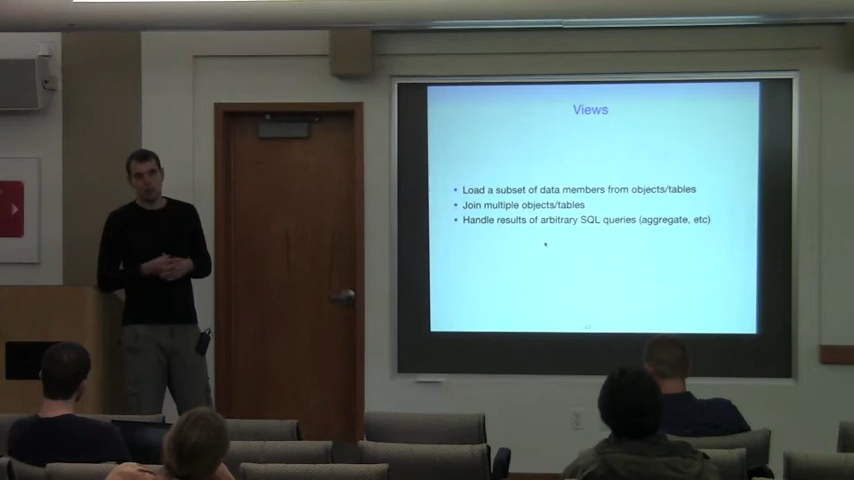 Views
• Load a subset of data members from objects/tables
• Join multiple objects/tables
• Handle results of arbitrary SQL queries (aggregate, etc)